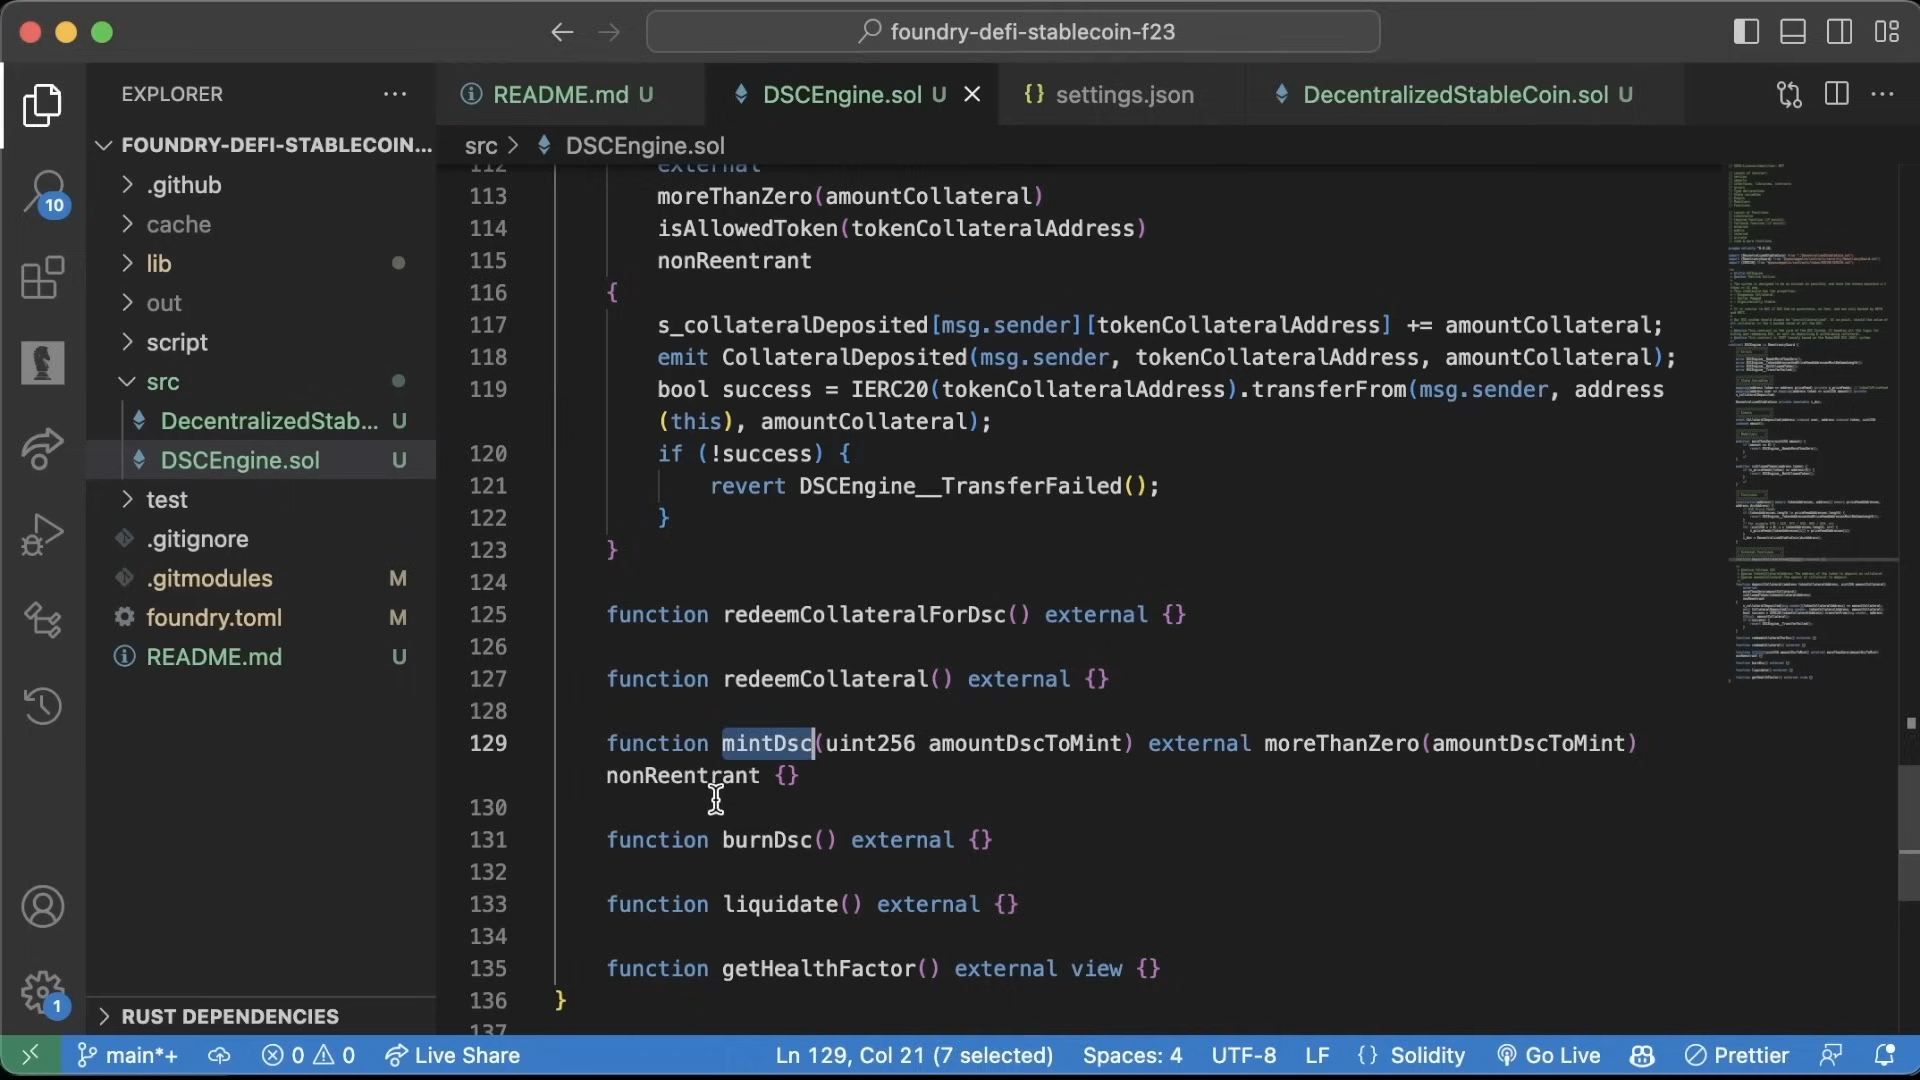 foundry-defi-stablecoin-f23
EXPLORER
README.md U
DSCEngine.sol U
{} settings.json
DecentralizedStableCoin.sol U
FOUNDRY-DEFI-STABLECOIN...
src > DSCEngine.sol
.github
cache
lib
out
script
src
DecentralizedStab... U
DSCEngine.sol U
test
.gitignore
.gitmodules M
foundry.toml M
README.md U
RUST DEPENDENCIES
10
1
112 external
113 moreThanZero(amountCollateral)
114 isAllowedToken(tokenCollateralAddress)
115 nonReentrant
116 {
117 s_collateralDeposited[msg.sender][tokenCollateralAddress] += amountCollateral;
118 emit CollateralDeposited(msg.sender, tokenCollateralAddress, amountCollateral);
119 bool success = IERC20(tokenCollateralAddress).transferFrom(msg.sender, address
(this), amountCollateral);
120 if (!success) {
121 revert DSCEngine__TransferFailed();
122 }
123 }
124
125 function redeemCollateralForDsc() external {}
126
127 function redeemCollateral() external {}
128
129 function mintDsc(uint256 amountDscToMint) external moreThanZero(amountDscToMint)
nonReentrant {}
130
131 function burnDsc() external {}
132
133 function liquidate() external {}
134
135 function getHealthFactor() external view {}
136 }
137
main*+
0 0
Live Share
Ln 129, Col 21 (7 selected)
Spaces: 4
UTF-8
LF
{} Solidity
Go Live
Prettier